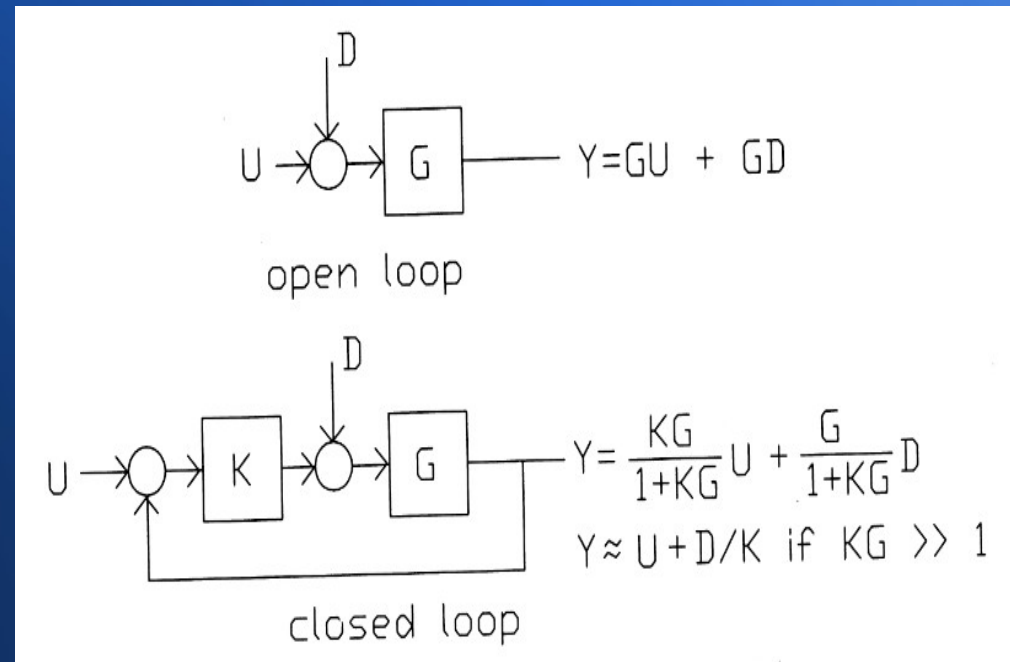 D
U G Y=GU + GD
open loop
D
U K G Y= KG/1+KG U + G/1+KG D
Y≈U+D/K if KG >> 1
closed loop